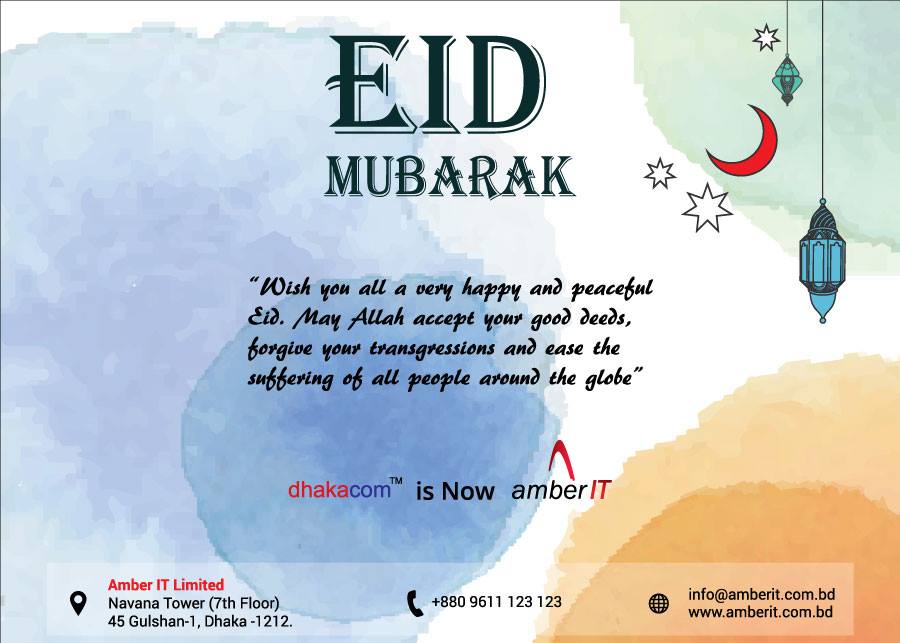 EID
MUBARAK
“Wish you all a very happy and peaceful
Eid. May Allah accept your good deeds,
forgive your transgressions and ease the
suffering of all people around the globe”
dhakacom™ is Now amber IT
Amber IT Limited
Navana Tower (7th Floor)
45 Gulshan-1, Dhaka -1212.
+880 9611 123 123
info@amberit.com.bd
www.amberit.com.bd